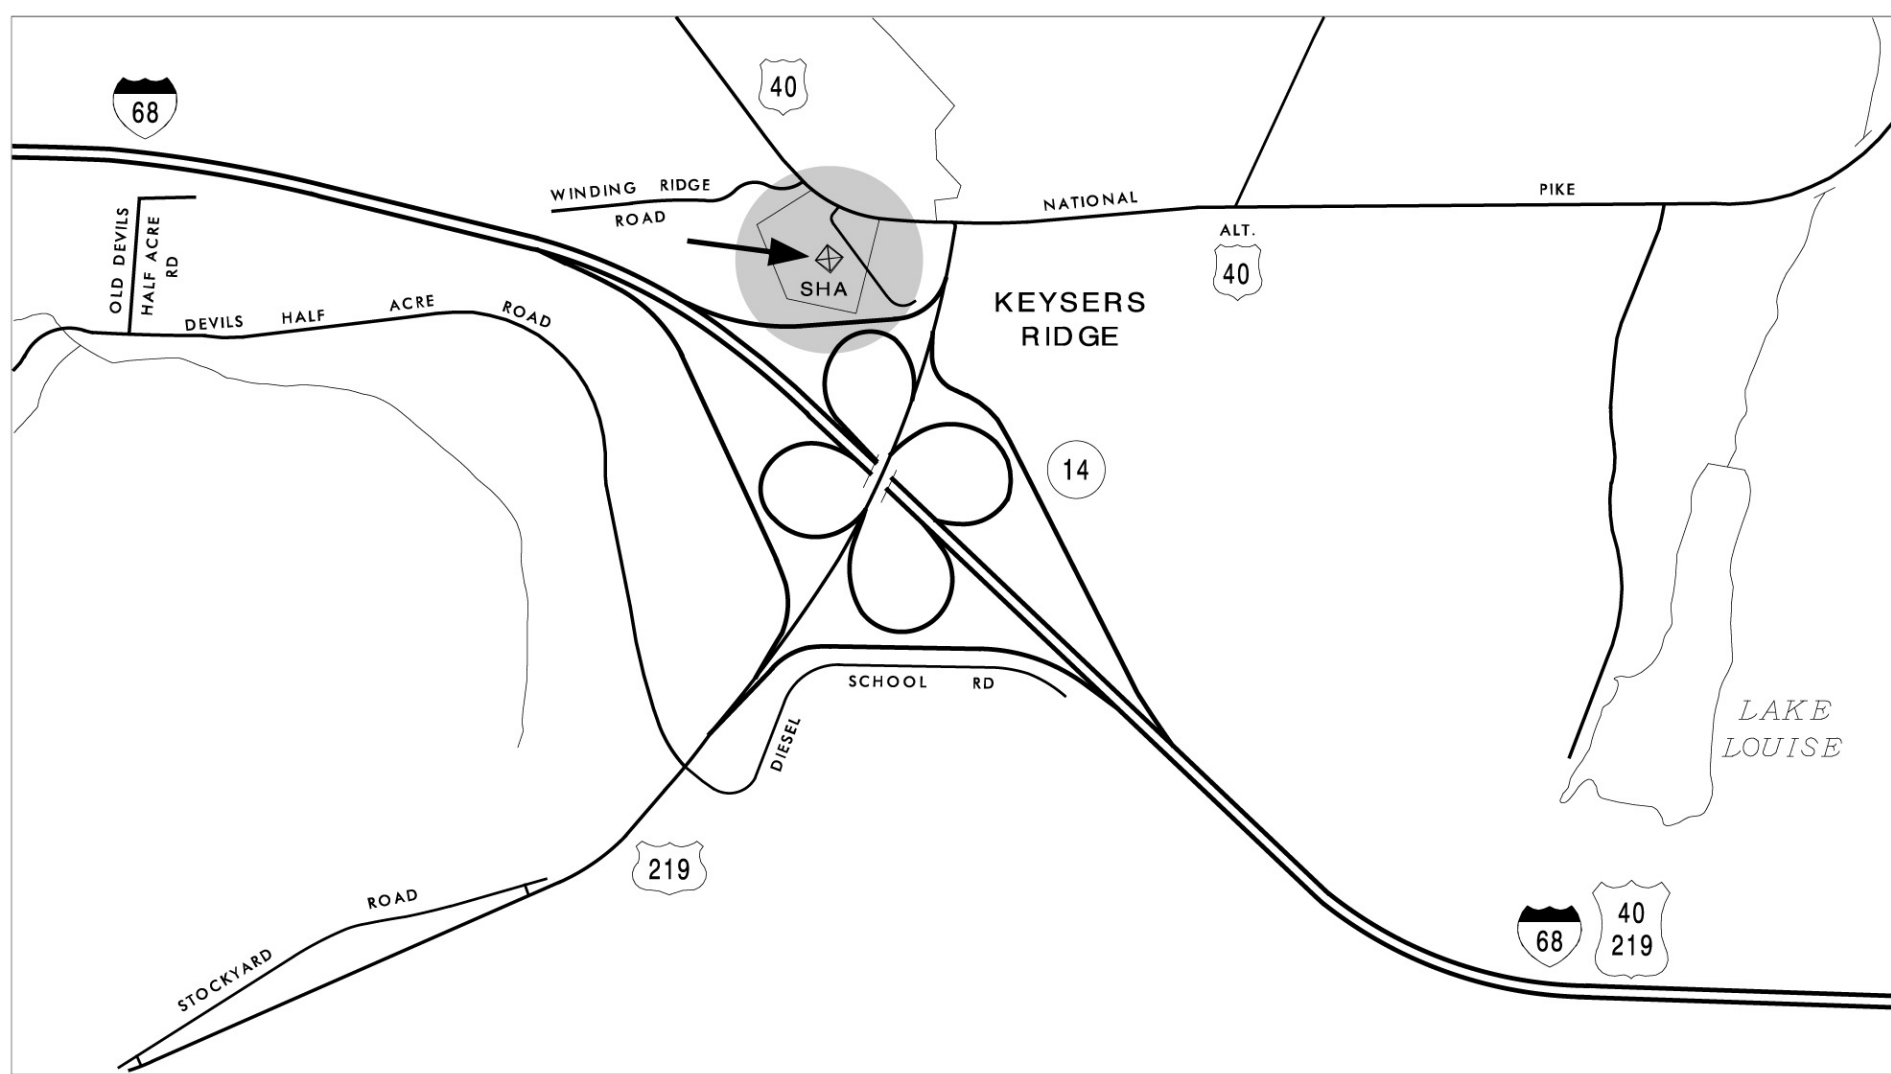 40
68
WINDING RIDGE
ROAD
NATIONAL
PIKE
OLD DEVILS
HALF ACRE
RD
ALT.
40
SHA
KEYSERS
RIDGE
DEVILS HALF ACRE ROAD
14
SCHOOL RD
DIESEL
LAKE
LOUISE
219
ROAD
STOCKYARD
68
40
219